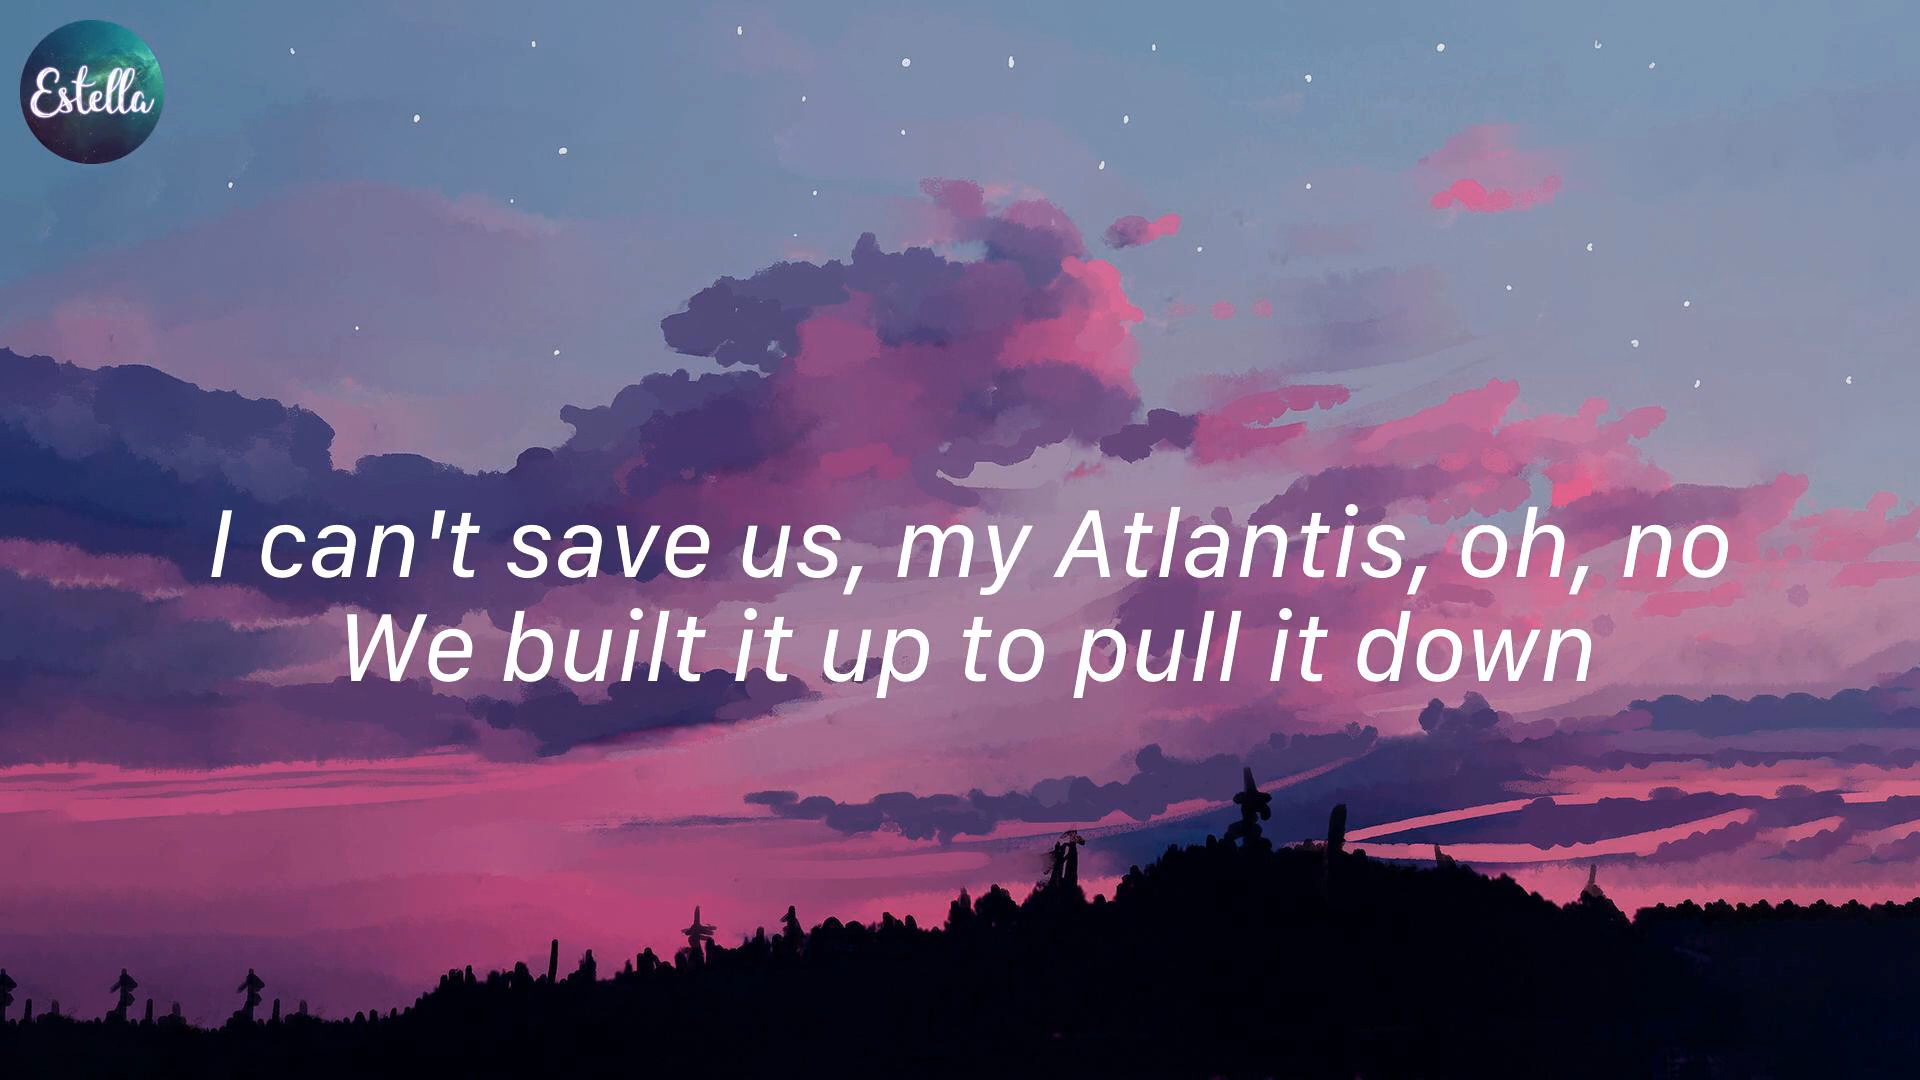 Estella
I can't save us, my Atlantis, oh, no
We built it up to pull it down